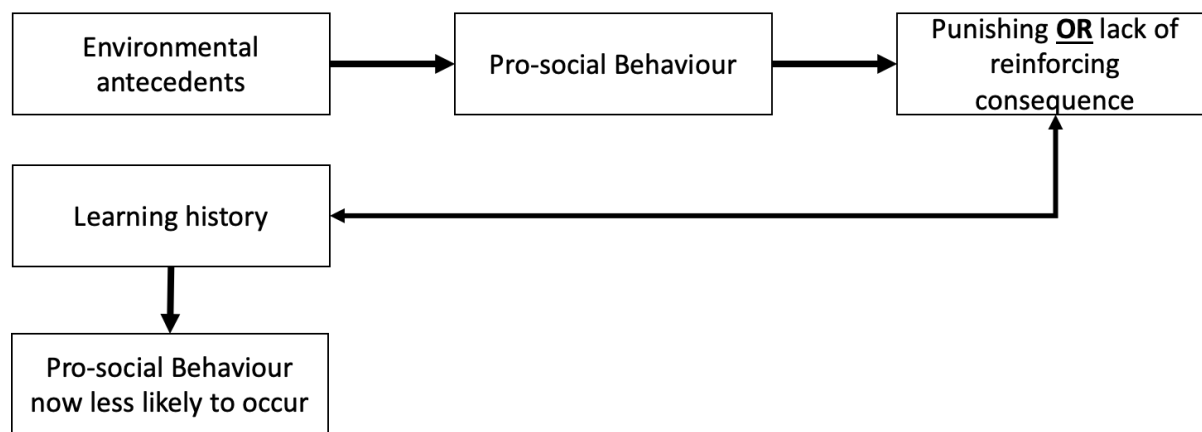 Environmental
antecedents
Pro-social Behaviour
Punishing OR lack of
reinforcing
consequence
Learning history
Pro-social Behaviour
now less likely to occur